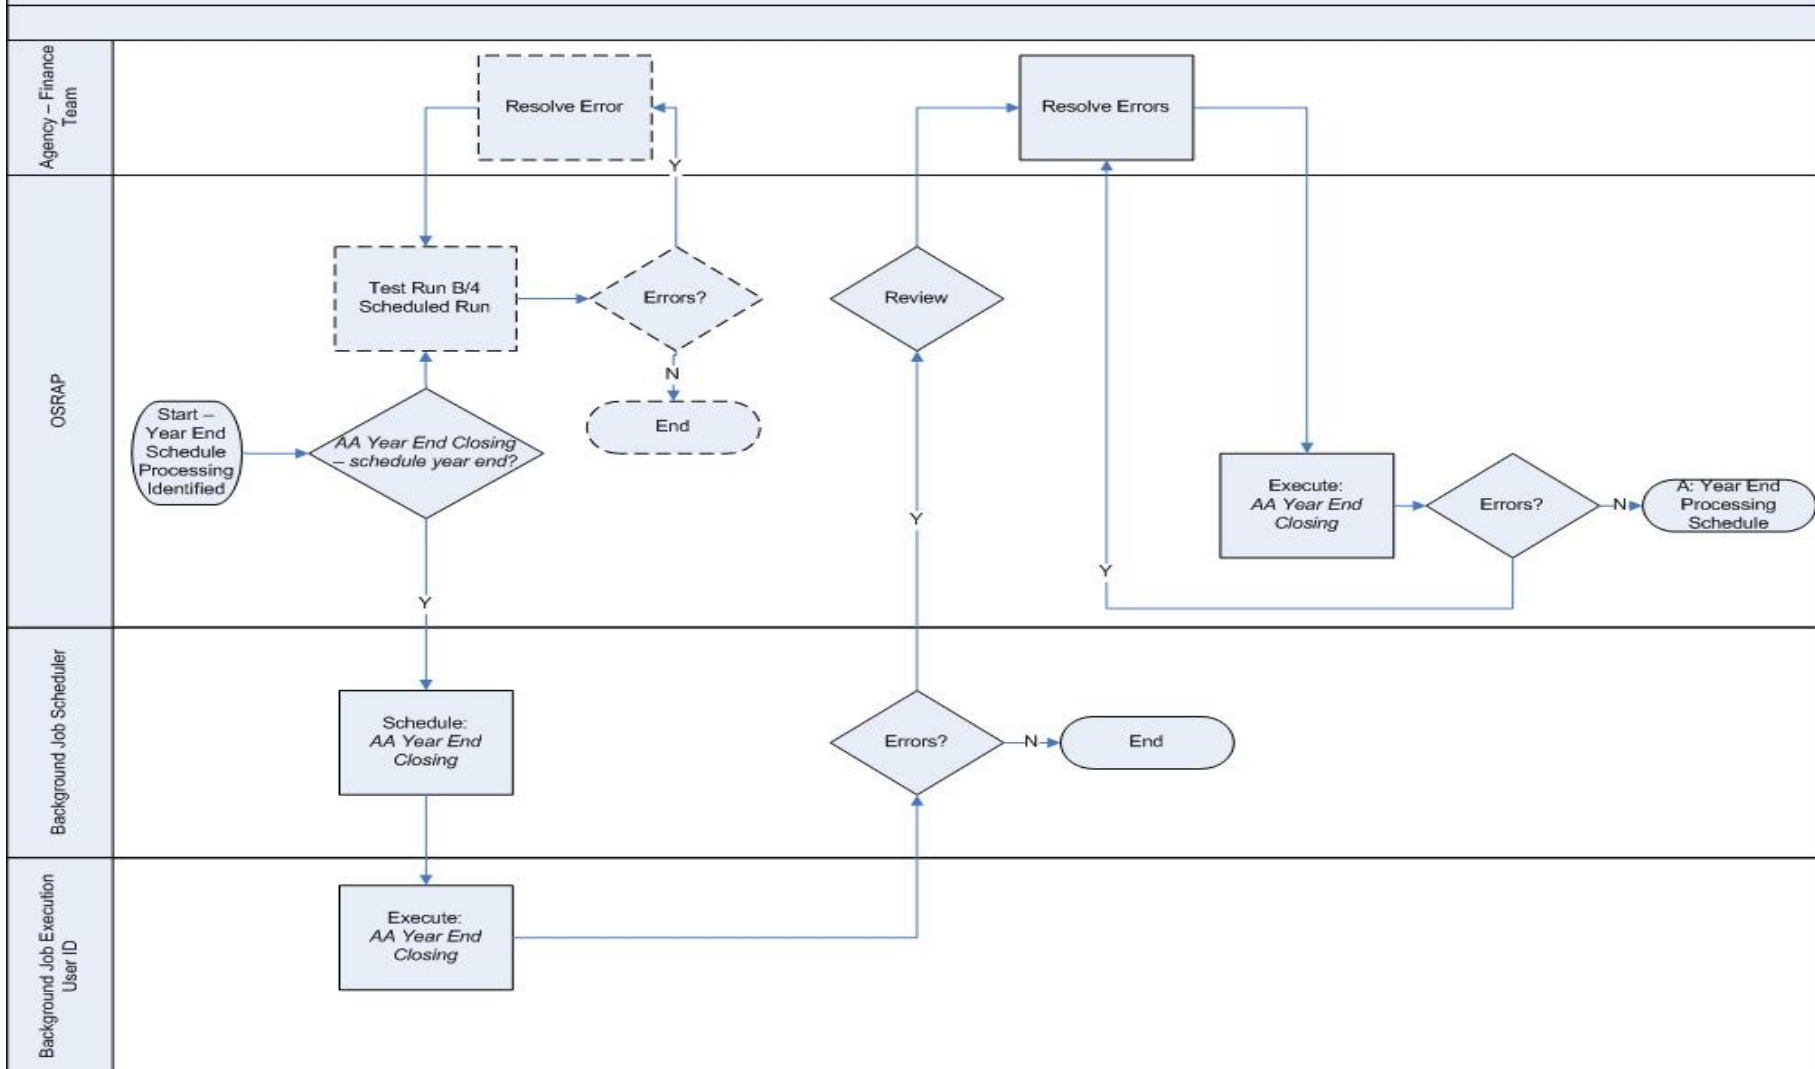 Agency – Finance
Team
Resolve Error
Resolve Errors
Y
OSRAP
Test Run B/4
Scheduled Run
Errors?
Review
N
End
Start –
Year End
Schedule
Processing
Identified
AA Year End Closing
– schedule year end?
Execute:
AA Year End
Closing
Errors?
N
A: Year End
Processing
Schedule
Y
Y
Y
Background Job Scheduler
Schedule:
AA Year End
Closing
Errors?
N
End
Background Job Execution
User ID
Execute:
AA Year End
Closing